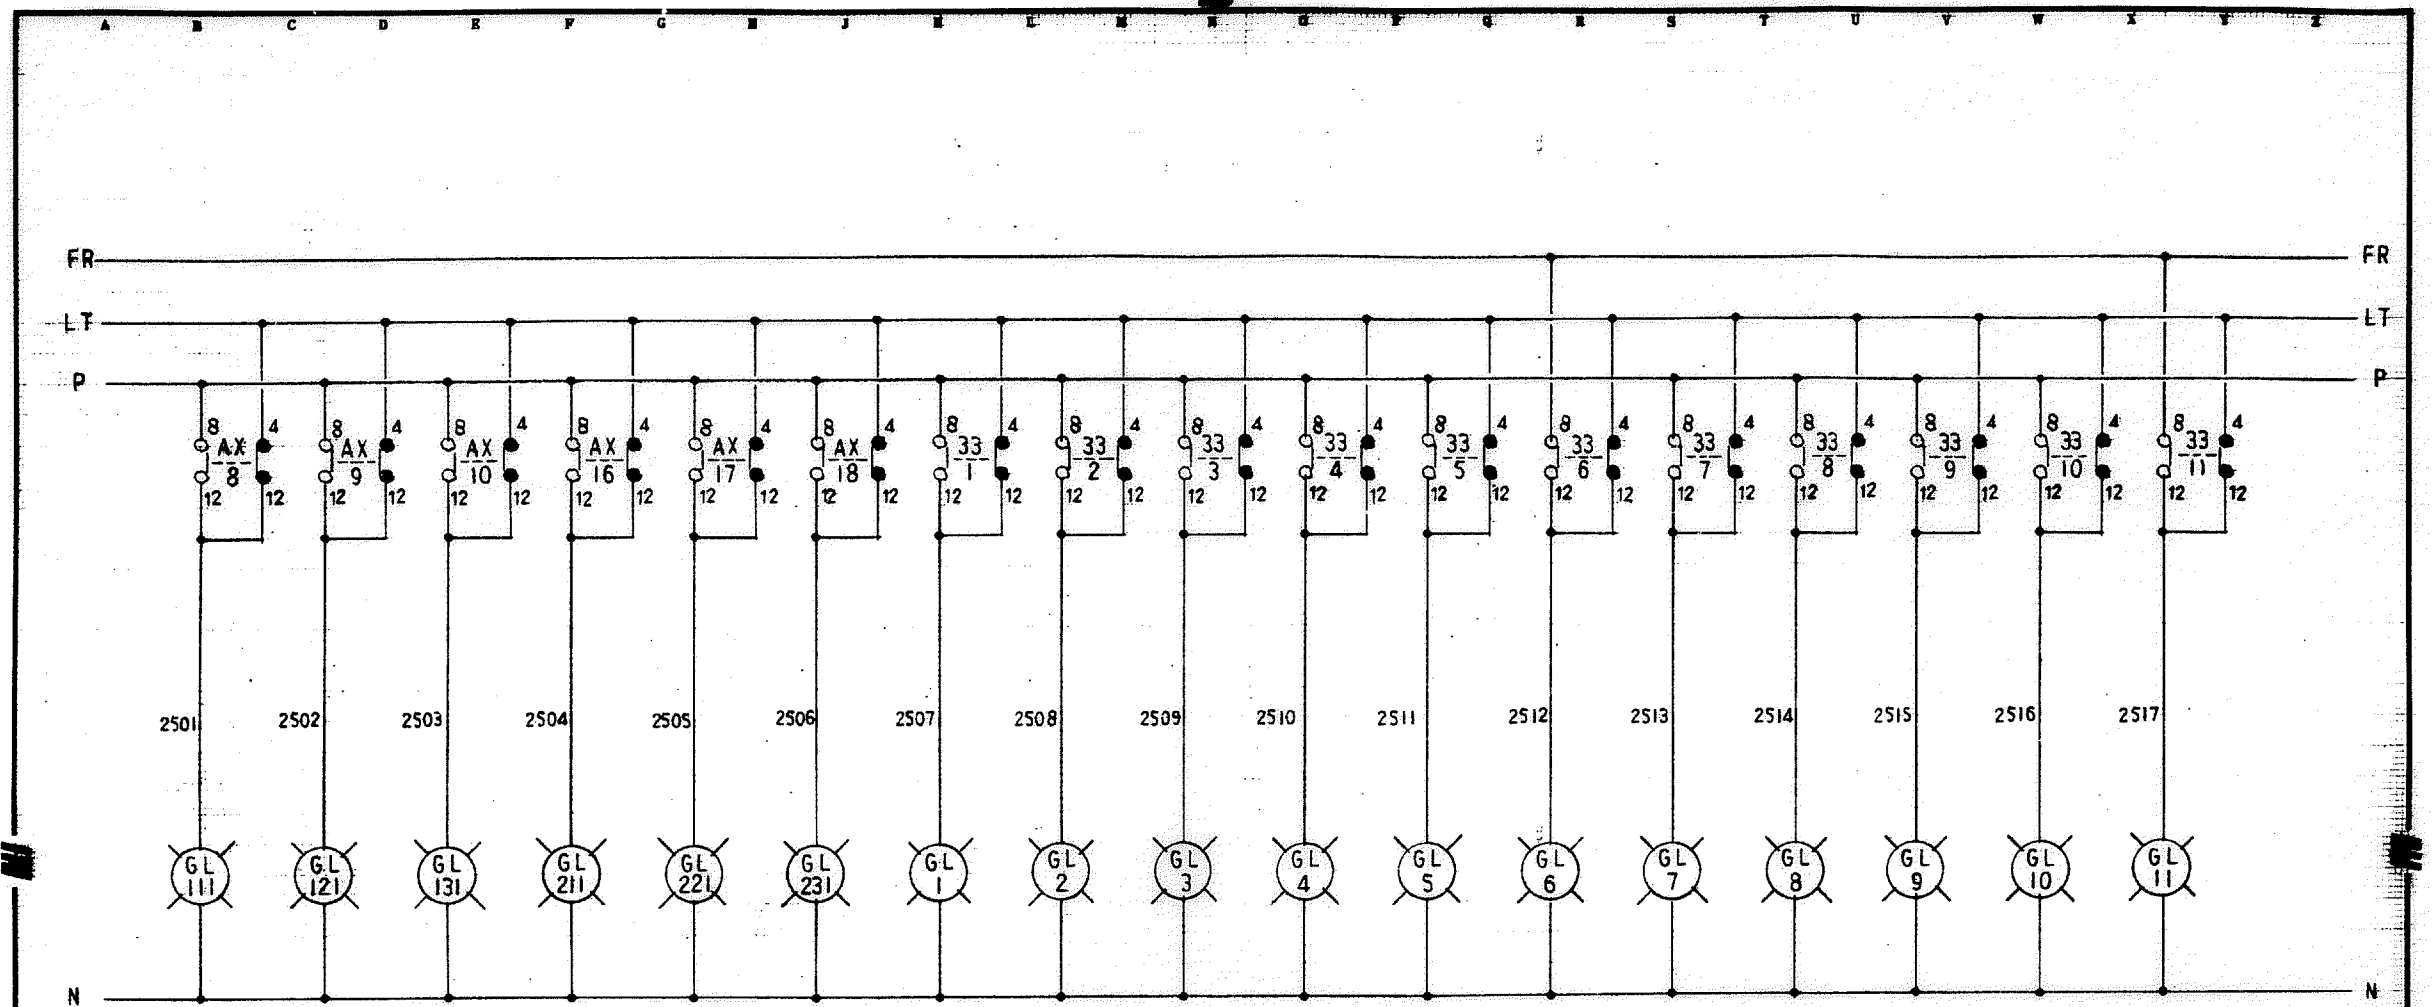 A B C D E F G H J K L M N O P Q R S T U V W X Y Z
FR FR
LT LT
P P
8 4 8 4 8 4 8 4 8 4 8 4 8 4 8 4 8 4 8 4 8 4 8 4 8 4 8 4 8 4 8 4 8 4
AX AX AX AX AX AX 33 33 33 33 33 33 33 33 33 33 33
8 9 10 16 17 18 1 2 3 4 5 6 7 8 9 10 11
12 12 12 12 12 12 12 12 12 12 12 12 12 12 12 12 12 12 12 12 12 12 12 12 12 12 12 12 12 12 12 12 12 12
2501 2502 2503 2504 2505 2506 2507 2508 2509 2510 2511 2512 2513 2514 2515 2516 2517
GL GL GL GL GL GL GL GL GL GL GL GL GL GL GL GL GL
111 121 131 211 221 231 1 2 3 4 5 6 7 8 9 10 11
N N